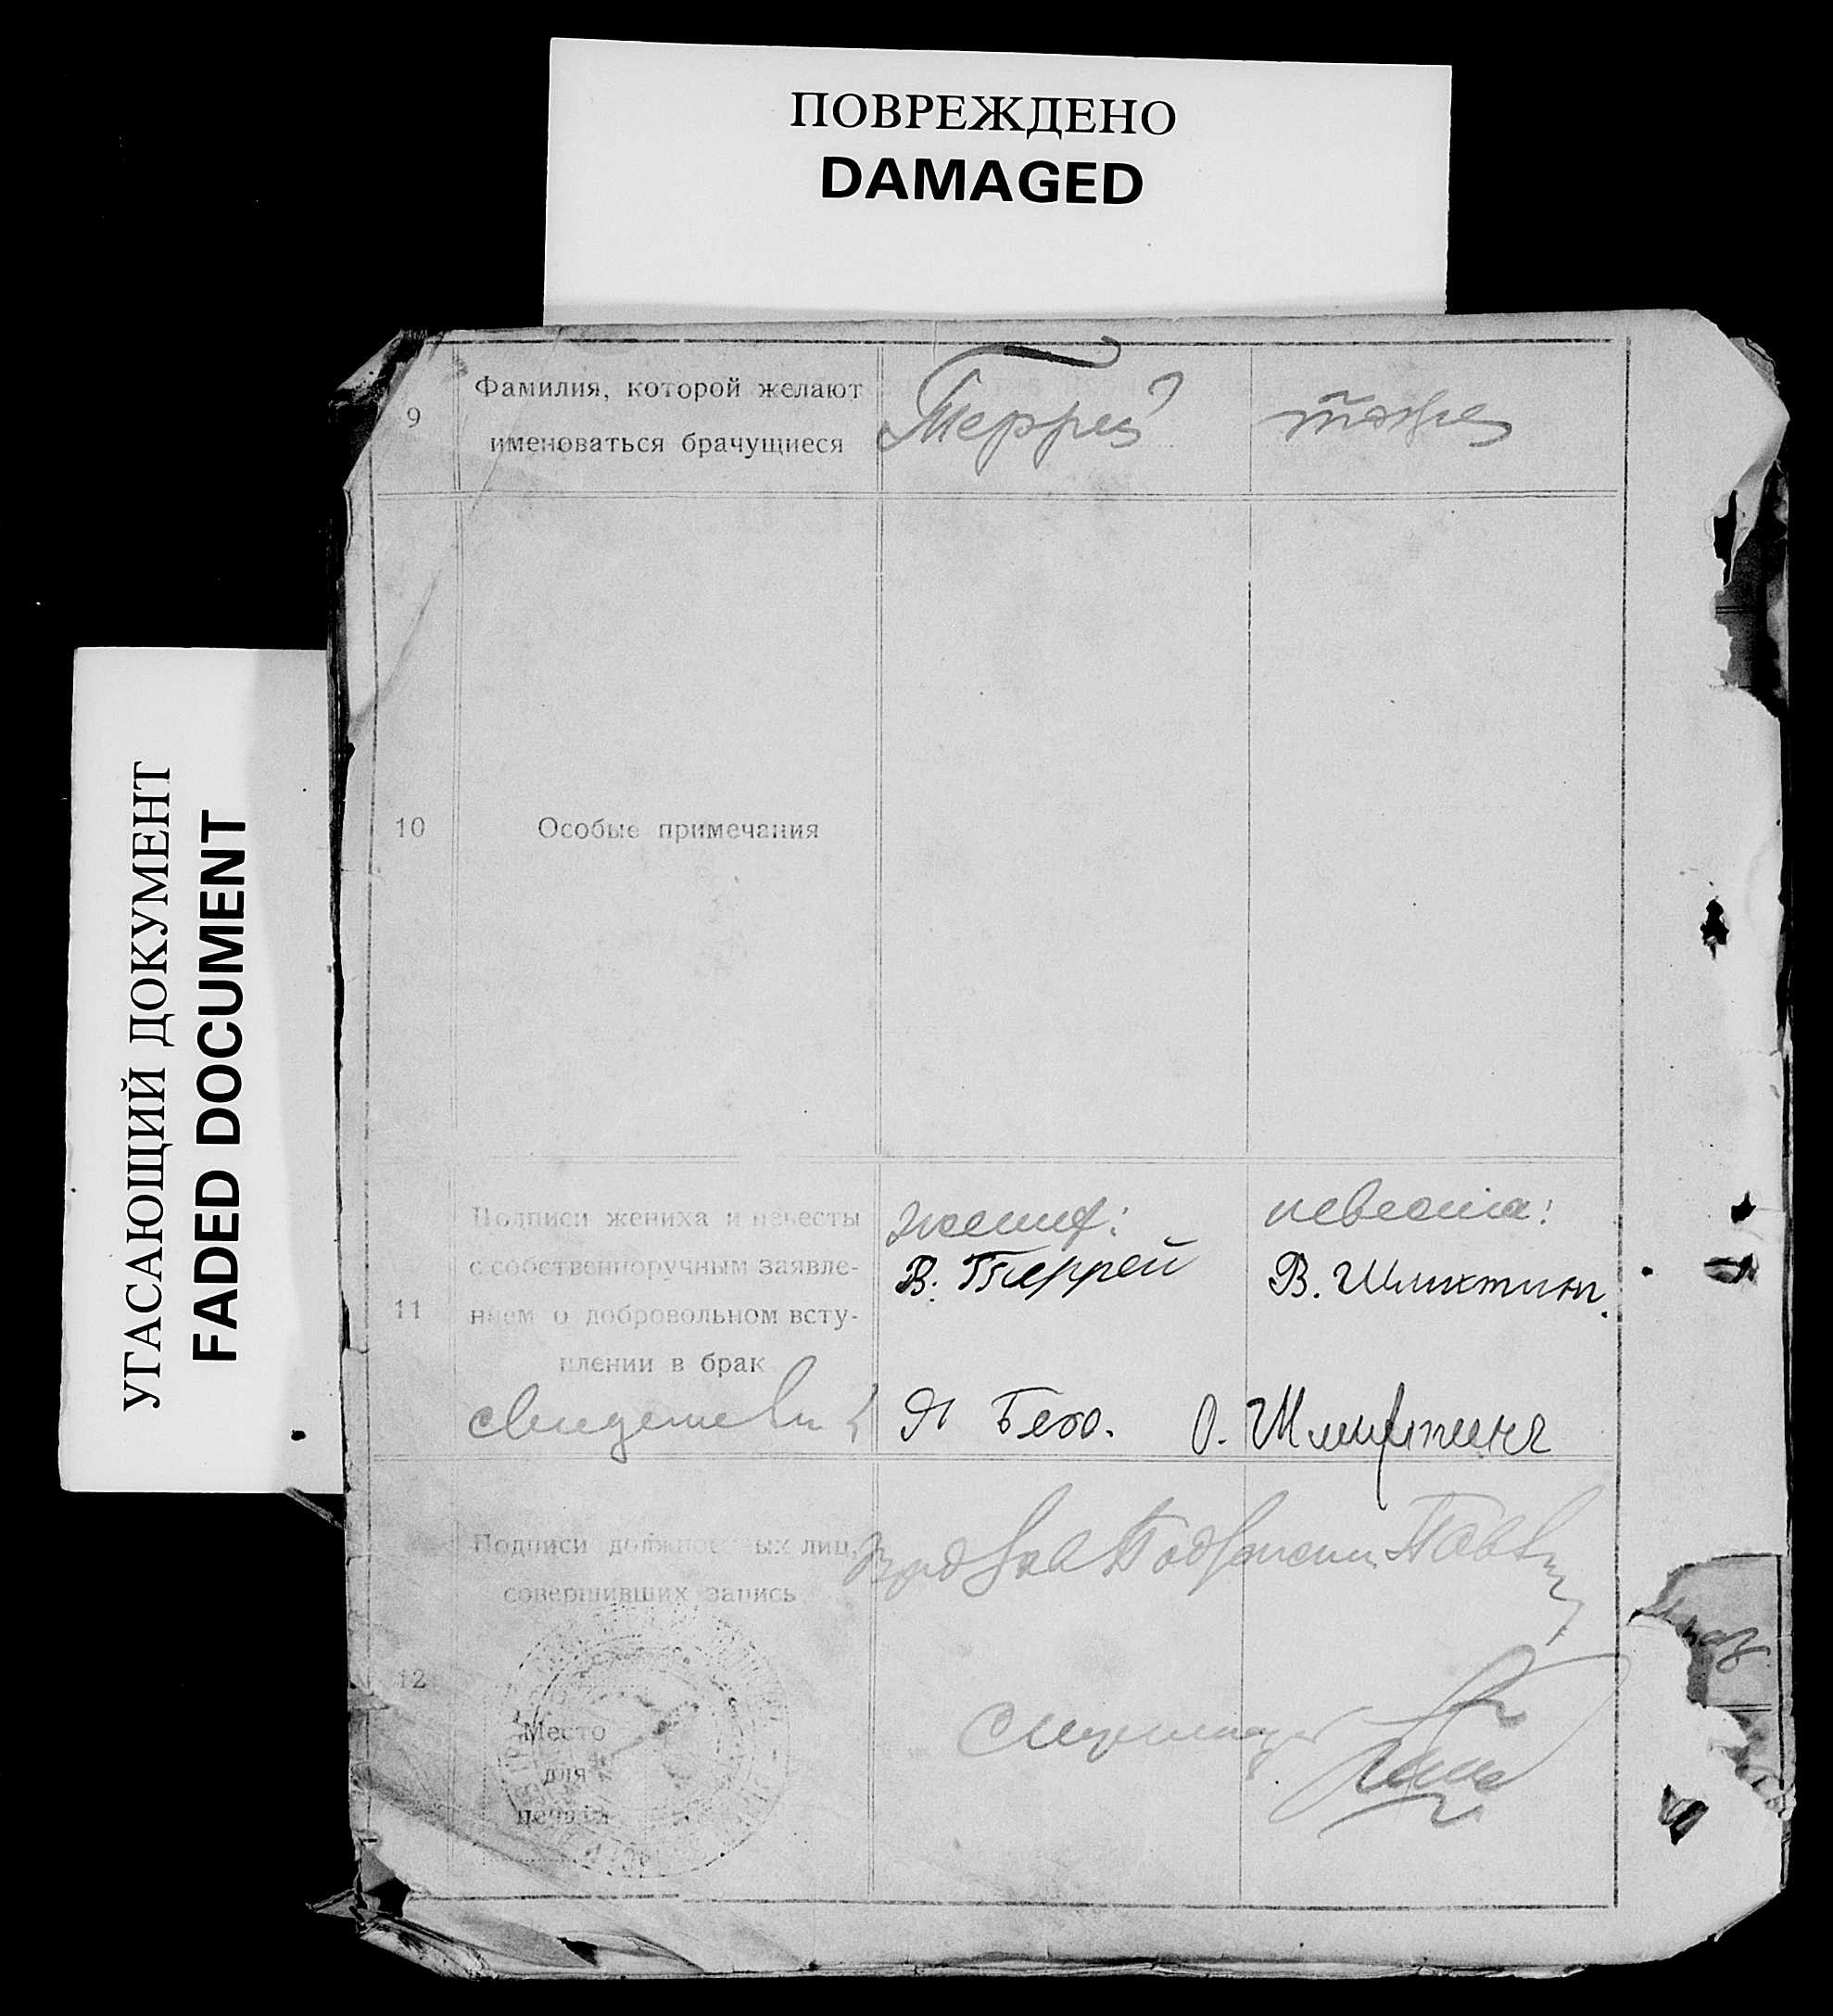 ПОВРЕЖДЕНО
DAMAGED
УГАСАЮЩИЙ ДОКУМЕНТ
FADED DOCUMENT
9
Фамилия, которой желают
именоваться брачущиеся
Террей
тоже
10
Особые примечания
11
Подписи жениха и невесты
с собственноручным заявле-
нием о добровольном всту-
плении в брак
жених:
невеста:
В. Террей
В. Шлихтин.
свидетели
О.
12
Подписи должностных лиц,
совершивших запись
Место
для
печати